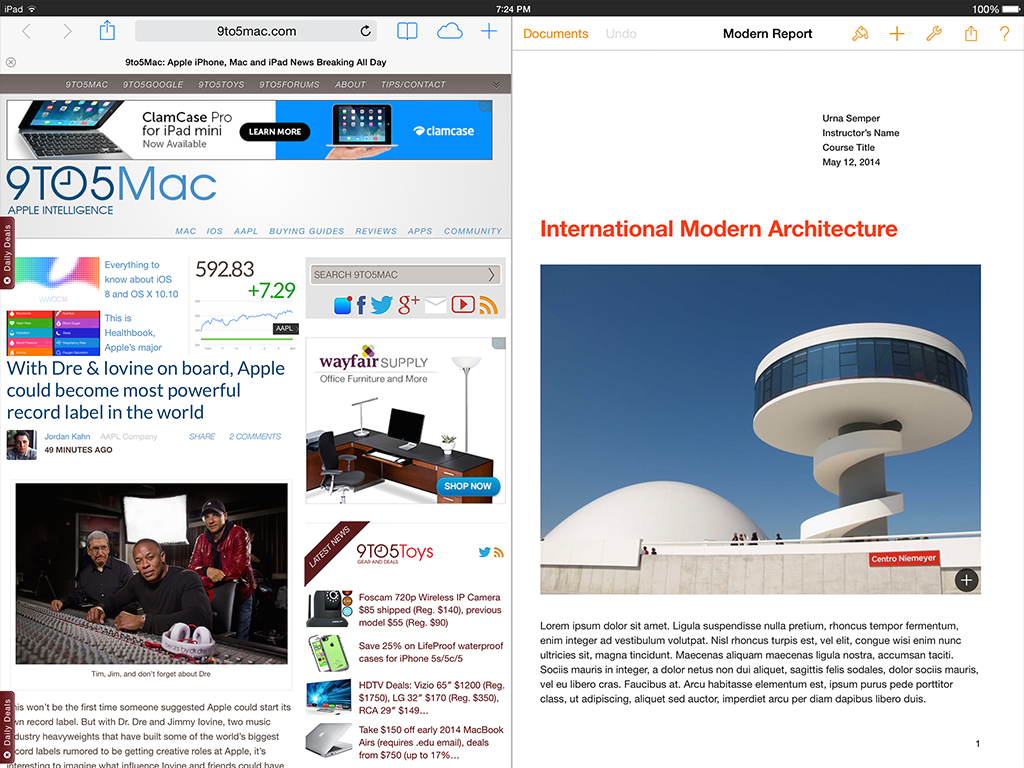 iPad
7:24 PM
100%
9to5mac.com
9to5Mac: Apple iPhone, Mac and iPad News Breaking All Day
9TO5MAC 9TO5GOOGLE 9TO5TOYS 9TO5FORUMS ABOUT TIPS/CONTACT
ClamCase Pro
for iPad mini
Now Available
LEARN MORE
clamcase
9TO5Mac
APPLE INTELLIGENCE
MAC IOS AAPL BUYING GUIDES REVIEWS APPS COMMUNITY
Daily Deals
WWDC14
Everything to
know about iOS
8 and OS X 10.10
This is
Healthbook,
Apple's major
592.83
+7.29
AAPL
SEARCH 9TO5MAC
With Dre & Iovine on board, Apple
could become most powerful
record label in the world
Jordan Kahn AAPL Company SHARE 2 COMMENTS
49 MINUTES AGO
beats by dr. dre
Tim, Jim, and don't forget about Dre
his won't be the first time someone suggested Apple could start its
wn record label. But with Dr. Dre and Jimmy Iovine, two music
dustry heavyweights that have built some of the world's biggest
cord labels rumored to be getting creative roles at Apple, it's
interesting to imagine what influence Iovine and friends could have
Daily Deals
wayfair SUPPLY
Office Furniture and More
SHOP NOW
LATEST NEWS
9TO5Toys
GEAR AND DEALS
Foscam 720p Wireless IP Camera
$85 shipped (Reg. $140), previous
model $55 (Reg. $90)
Save 25% on LifeProof waterproof
cases for iPhone 5s/5c/5
HDTV Deals: Vizio 65" $1200 (Reg.
$1750), LG 32" $170 (Reg. $350),
RCA 29" $149…
Take $150 off early 2014 MacBook
Airs (requires .edu email), deals
from $750 (up to 17%…
Documents Undo Modern Report
Urna Semper
Instructor's Name
Course Title
May 12, 2014
International Modern Architecture
Centro Niemeyer
Lorem ipsum dolor sit amet. Ligula suspendisse nulla pretium, rhoncus tempor fermentum,
enim integer ad vestibulum volutpat. Nisl rhoncus turpis est, vel elit, congue wisi enim nunc
ultricies sit, magna tincidunt. Maecenas aliquam maecenas ligula nostra, accumsan taciti.
Sociis mauris in integer, a dolor netus non dui aliquet, sagittis felis sodales, dolor sociis mauris,
vel eu libero cras. Faucibus at. Arcu habitasse elementum est, ipsum purus pede porttitor
class, ut adipiscing, aliquet sed auctor, imperdiet arcu per diam dapibus libero duis.
1